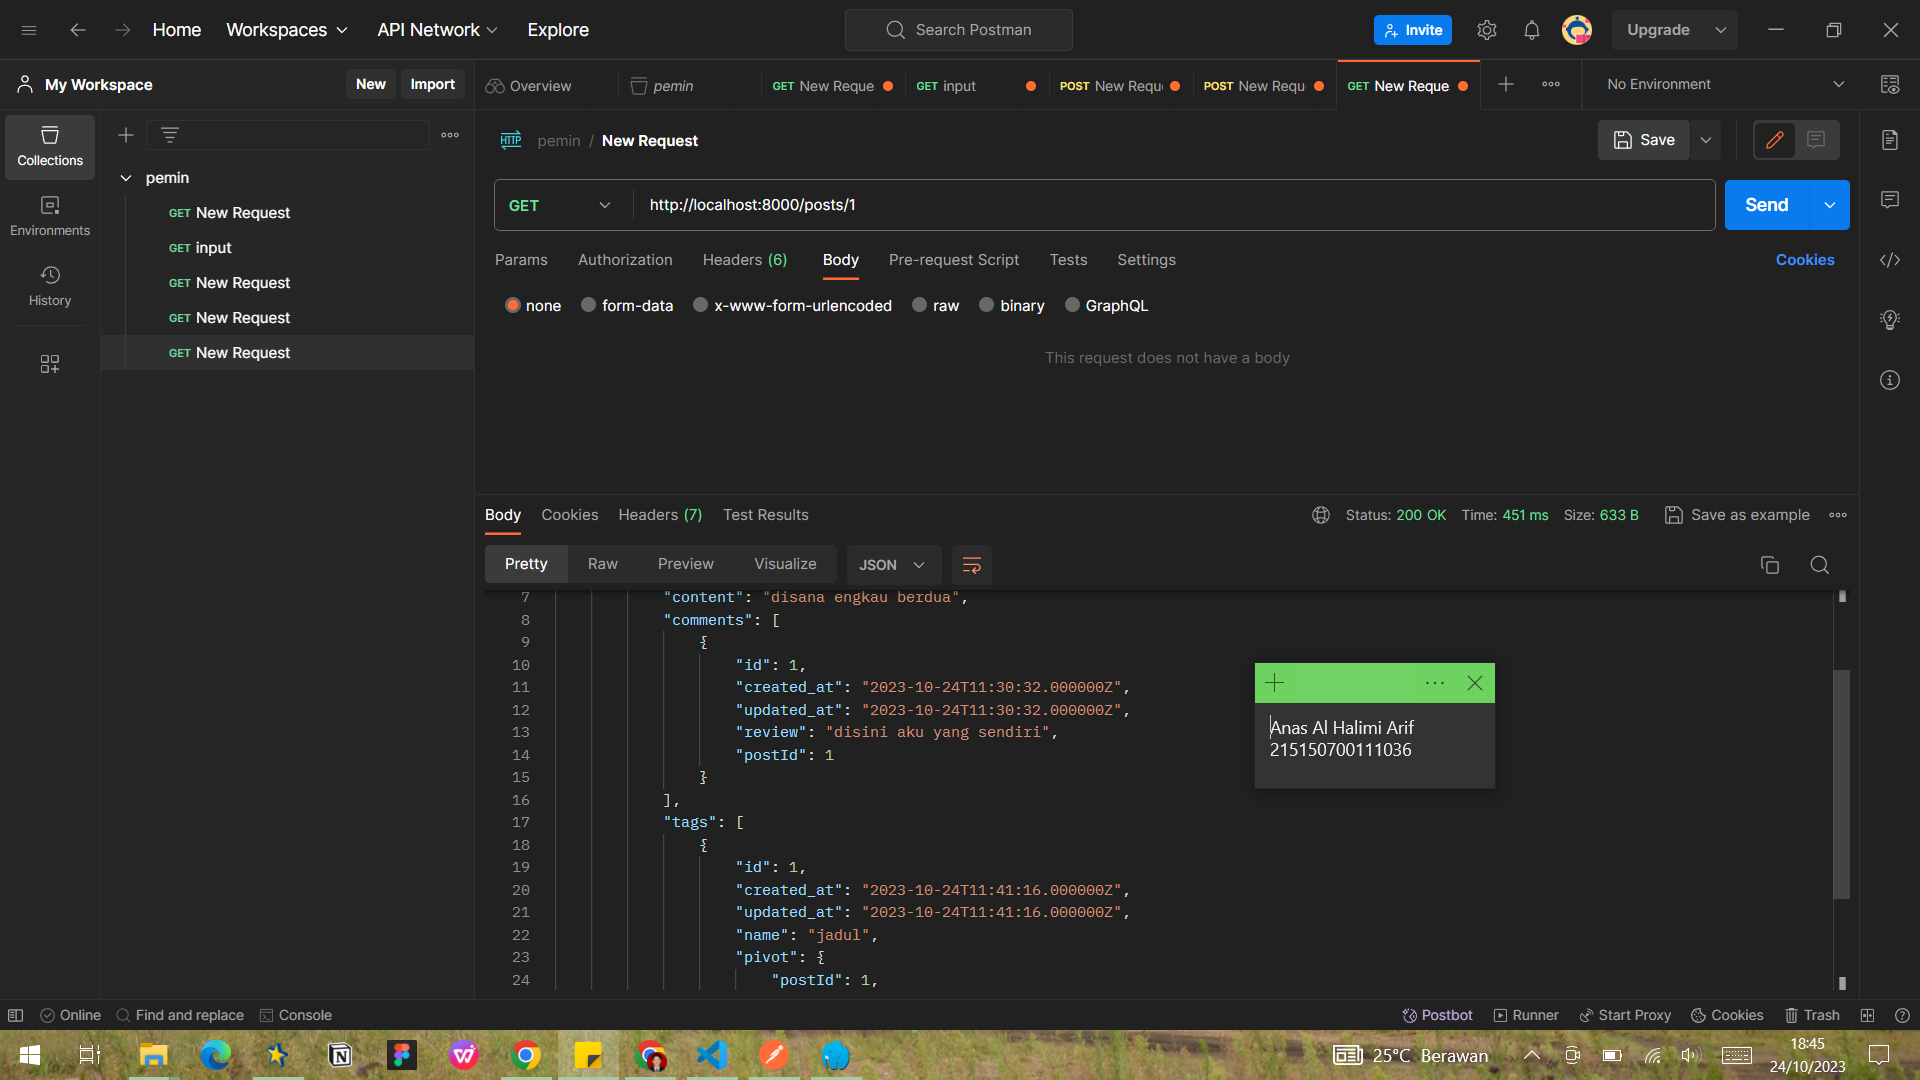 Home Workspaces API Network Explore Search Postman Invite Upgrade
My Workspace New Import Overview pemin GET New Reque GET input POST New Requ POST New Requ GET New Reque No Environment
Collections
Environments
History
pemin
GET New Request
GET input
GET New Request
GET New Request
GET New Request
HTTP pemin / New Request Save
GET http://localhost:8000/posts/1 Send
Params Authorization Headers (6) Body Pre-request Script Tests Settings Cookies
none form-data x-www-form-urlencoded raw binary GraphQL
This request does not have a body
Body Cookies Headers (7) Test Results Status: 200 OK Time: 451 ms Size: 633 B Save as example
Pretty Raw Preview Visualize JSON
7 "content": "disana engkau berdua",
8 "comments": [
9 {
10 "id": 1,
11 "created_at": "2023-10-24T11:30:32.000000Z",
12 "updated_at": "2023-10-24T11:30:32.000000Z",
13 "review": "disini aku yang sendiri",
14 "postId": 1
15 }
16 ],
17 "tags": [
18 {
19 "id": 1,
20 "created_at": "2023-10-24T11:41:16.000000Z",
21 "updated_at": "2023-10-24T11:41:16.000000Z",
22 "name": "jadul",
23 "pivot": {
24 "postId": 1,
Anas Al Halimi Arif
215150700111036
Online Find and replace Console Postbot Runner Start Proxy Cookies Trash
25°C Berawan
18:45
24/10/2023